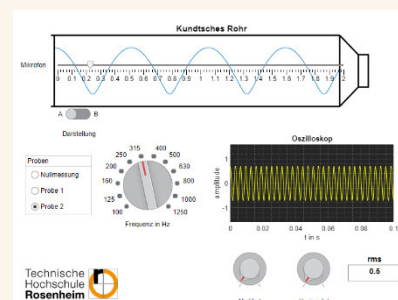 Kundtsches Rohr
Mikrofon
0 0.1 0.2 0.3 0.4 0.5 0.6 0.7 0.8 0.9 1 1.1 1.2 1.3 1.4 1.5 1.6 1.7 1.8 1.9 2
A B
Darstellung
Proben
Nullmessung
Probe 1
Probe 2
100 125 160 200 250 315 400 500 630 800 1000 1250
Frequenz in Hz
Oszilloskop
amplitude
1
0
-1
0 0.02 0.04 0.06 0.08 0.1
t in s
rms
0.5
Technische
Hochschule
Rosenheim